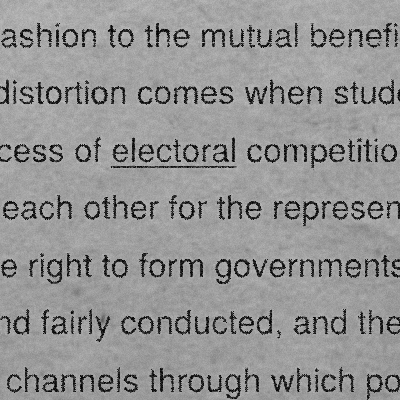 ashion to the mutual benefi
distortion comes when stud
cess of electoral competitio
each other for the represen
e right to form governments
nd fairly conducted, and the
channels through which po